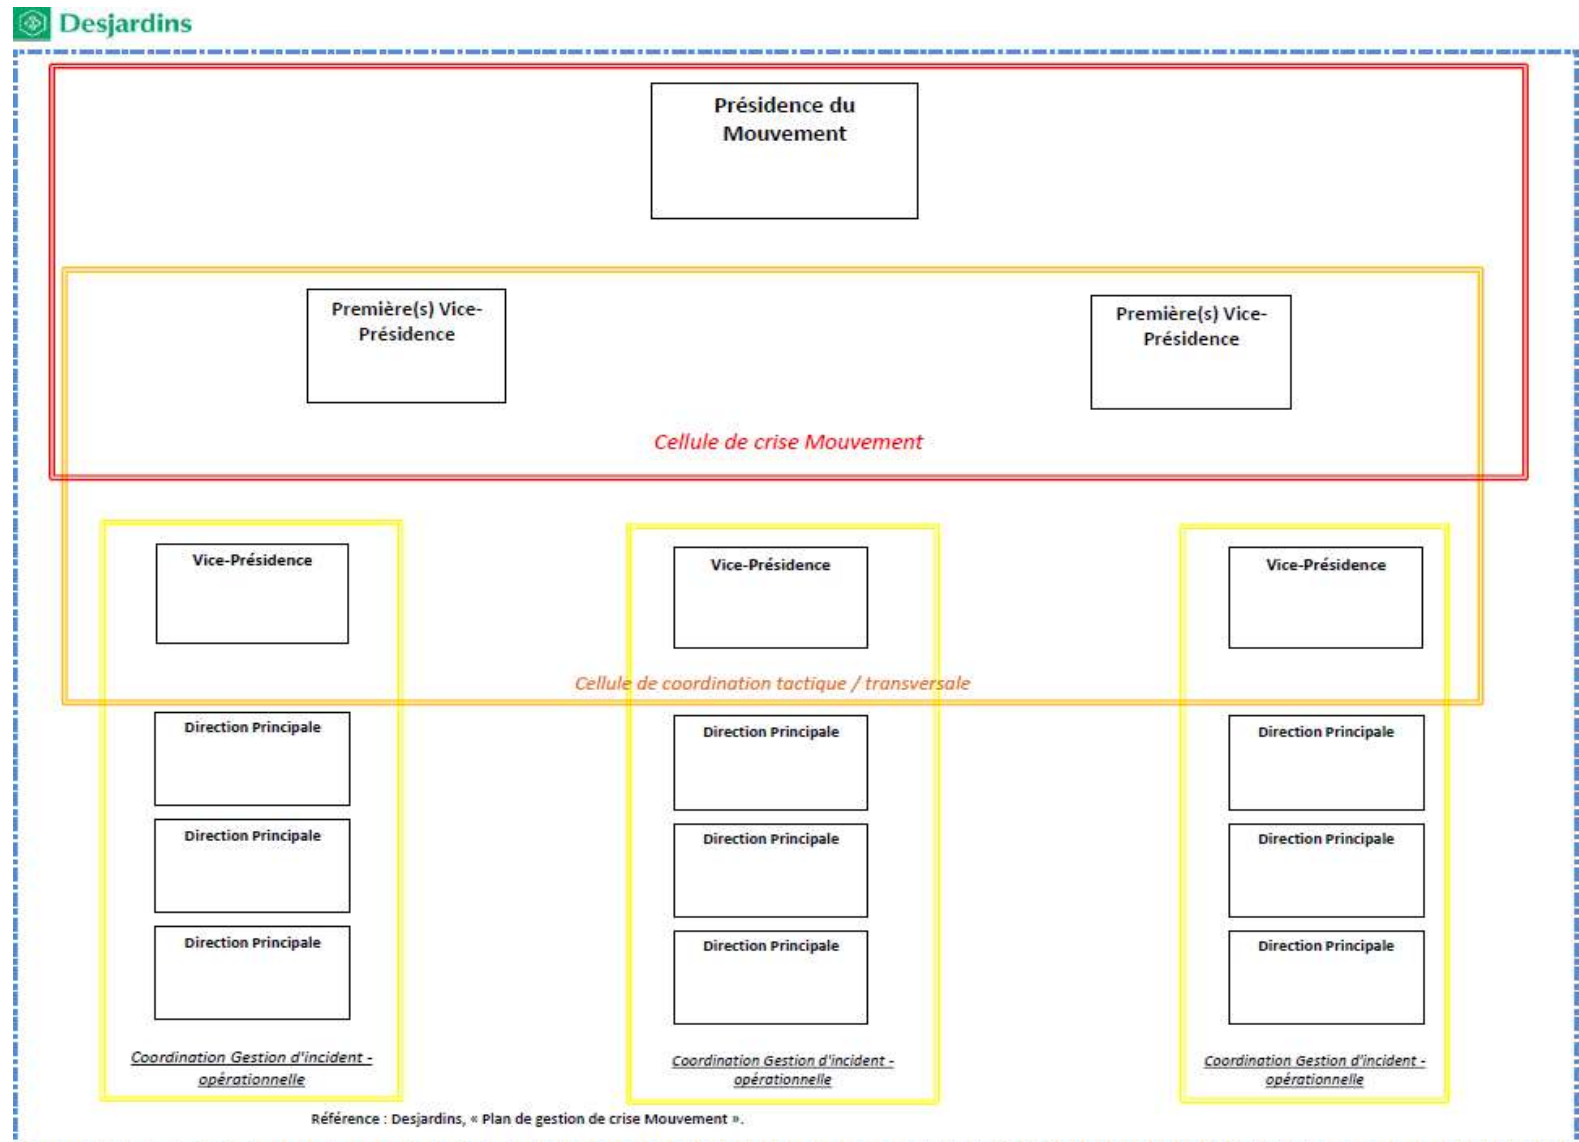 Desjardins
Présidence du
Mouvement
Première(s) Vice-
Présidence
Première(s) Vice-
Présidence
Cellule de crise Mouvement
Vice-Présidence
Vice-Présidence
Vice-Présidence
Cellule de coordination tactique / transversale
Direction Principale
Direction Principale
Direction Principale
Direction Principale
Direction Principale
Direction Principale
Direction Principale
Direction Principale
Direction Principale
Coordination Gestion d'incident -
opérationnelle
Coordination Gestion d'incident -
opérationnelle
Coordination Gestion d'incident -
opérationnelle
Référence : Desjardins, « Plan de gestion de crise Mouvement ».